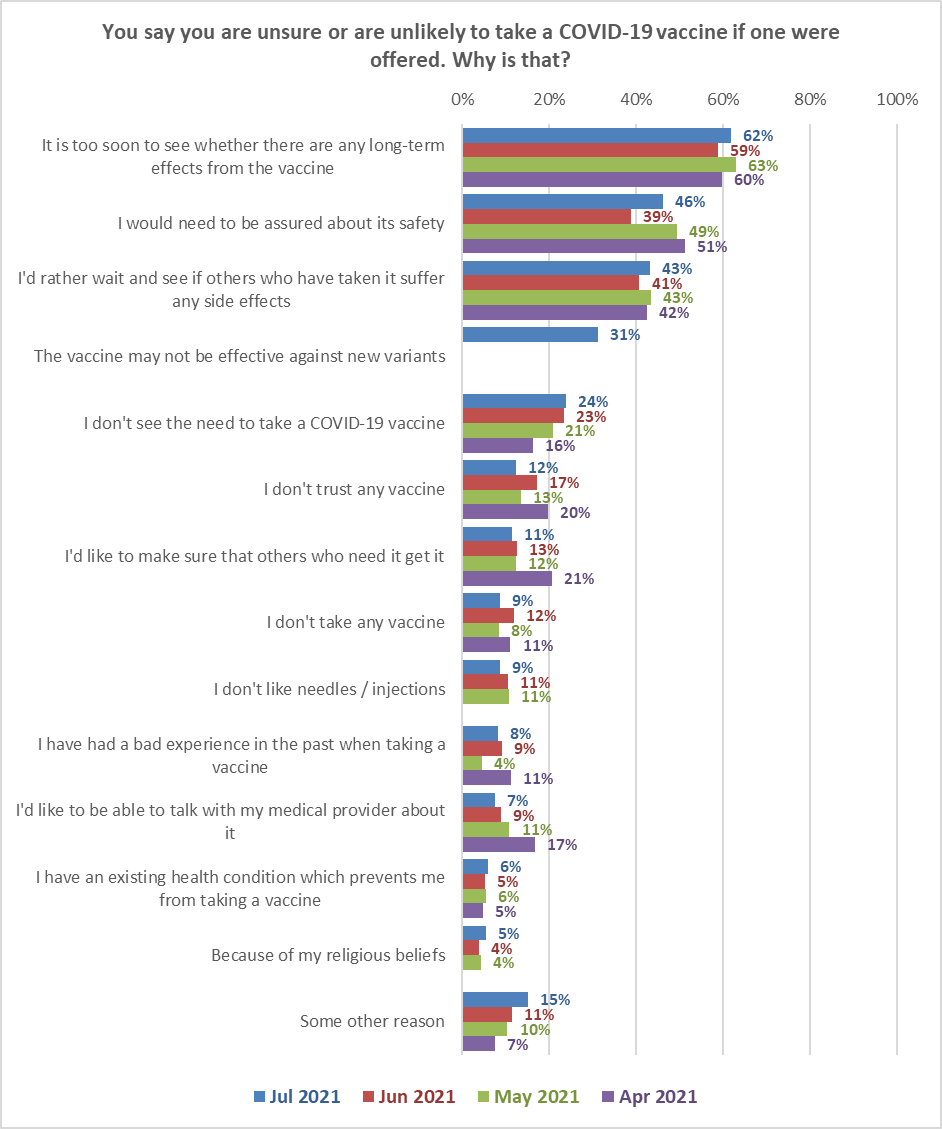 You say you are unsure or are unlikely to take a COVID-19 vaccine if one were
offered. Why is that?
0% 20% 40% 60% 80% 100%
It is too soon to see whether there are any long-term
effects from the vaccine
62%
59%
63%
60%
I would need to be assured about its safety
46%
39%
49%
51%
I'd rather wait and see if others who have taken it suffer
any side effects
43%
41%
43%
42%
The vaccine may not be effective against new variants
31%
I don't see the need to take a COVID-19 vaccine
24%
23%
21%
16%
I don't trust any vaccine
12%
17%
13%
20%
I'd like to make sure that others who need it get it
11%
13%
12%
21%
I don't take any vaccine
9%
12%
8%
11%
I don't like needles / injections
9%
11%
11%
I have had a bad experience in the past when taking a
vaccine
8%
9%
4%
11%
I'd like to be able to talk with my medical provider about
it
7%
9%
11%
17%
I have an existing health condition which prevents me
from taking a vaccine
6%
5%
6%
5%
Because of my religious beliefs
5%
4%
4%
Some other reason
15%
11%
10%
7%
Jul 2021 Jun 2021 May 2021 Apr 2021